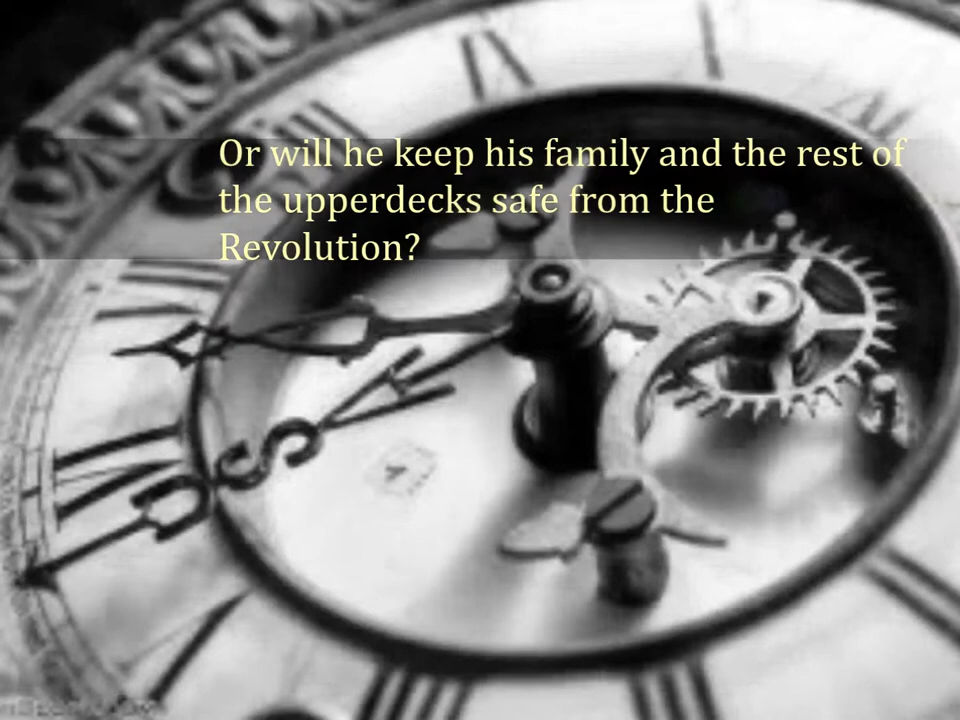 Or will he keep his family and the rest of
the upperdecks safe from the
Revolution?